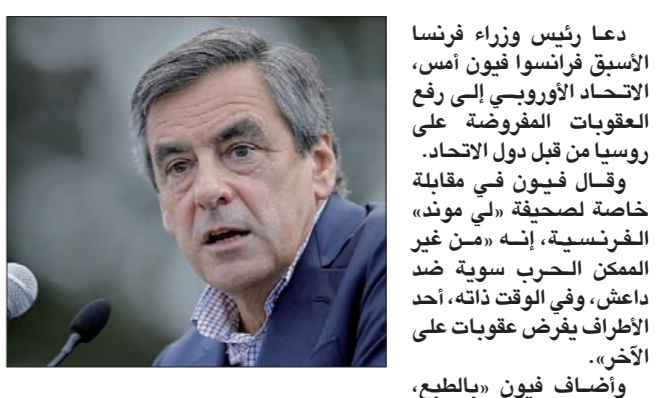 دعا رئيس وزراء فرنسا
الأسبق فرانسوا فيون أمس،
الاتحاد الأوروبي إلى رفع
العقوبات المفروضة على
روسيا من قبل دول الاتحاد.
وقال فيون في مقابلة
خاصة لصحيفة «لي موند»
الفرنسية، إنه «من غير
الممكن الحرب سوية ضد
داعش، وفي الوقت ذاته، أحد
الأطراف يفرض عقوبات على
الآخر».
وأضاف فيون «بالطبع،